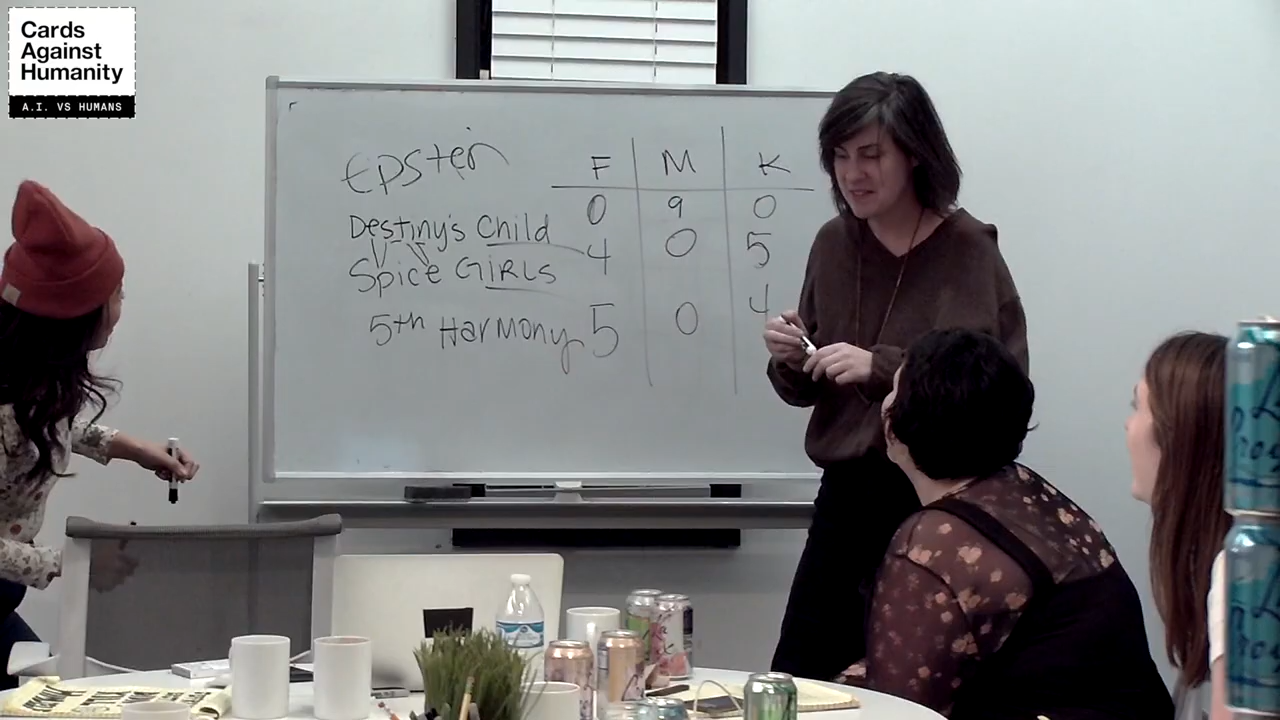 Cards
Against
Humanity
A.I. VS HUMANS
EPStein
F M K
0 9 0
Destiny's Child
4 0 5
Spice GiRLS
5th Harmony 5 0 4